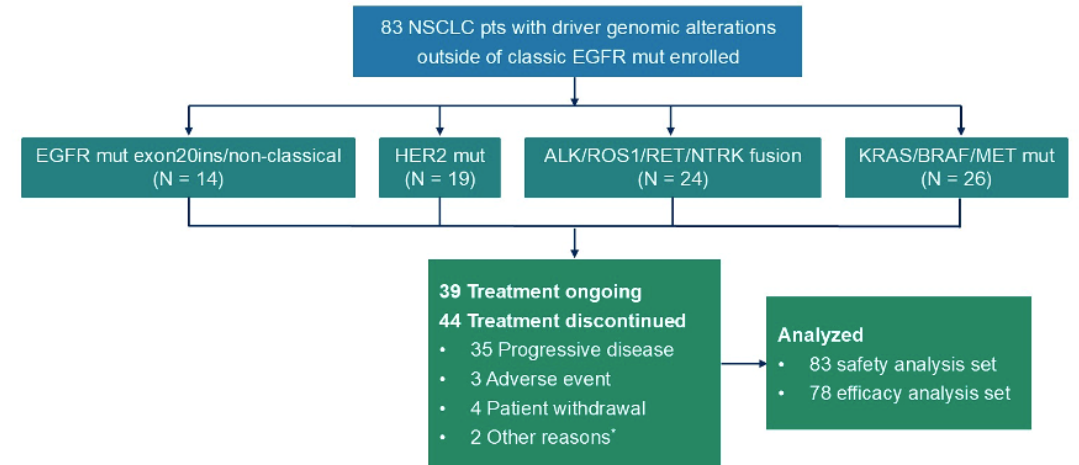 83 NSCLC pts with driver genomic alterations
outside of classic EGFR mut enrolled
EGFR mut exon20ins/non-classical
(N = 14)
HER2 mut
(N = 19)
ALK/ROS1/RET/NTRK fusion
(N = 24)
KRAS/BRAF/MET mut
(N = 26)
39 Treatment ongoing
44 Treatment discontinued
• 35 Progressive disease
• 3 Adverse event
• 4 Patient withdrawal
• 2 Other reasons*
Analyzed
• 83 safety analysis set
• 78 efficacy analysis set